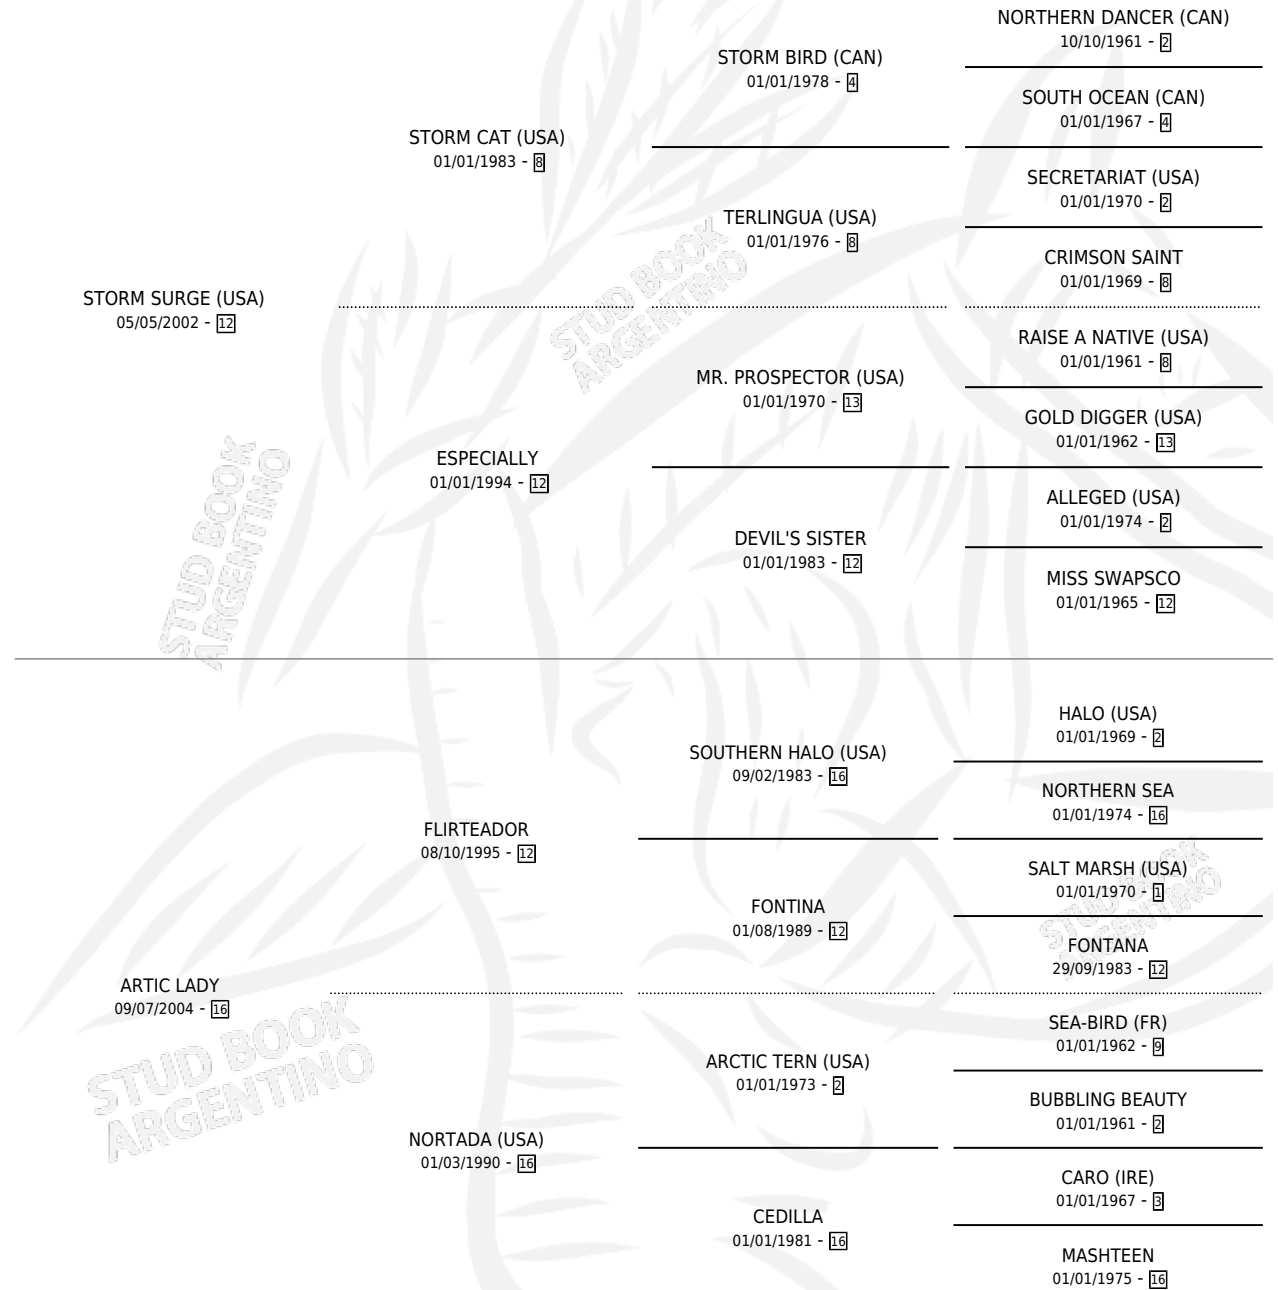 NORTHERN DANCER (CAN)
10/10/1961 - 2
STORM BIRD (CAN)
01/01/1978 - 4
SOUTH OCEAN (CAN)
01/01/1967 - 4
STORM CAT (USA)
01/01/1983 - 8
SECRETARIAT (USA)
01/01/1970 - 2
TERLINGUA (USA)
01/01/1976 - 8
CRIMSON SAINT
01/01/1969 - 8
STORM SURGE (USA)
05/05/2002 - 12
RAISE A NATIVE (USA)
01/01/1961 - 8
MR. PROSPECTOR (USA)
01/01/1970 - 13
GOLD DIGGER (USA)
01/01/1962 - 13
ESPECIALLY
01/01/1994 - 12
ALLEGED (USA)
01/01/1974 - 2
DEVIL'S SISTER
01/01/1983 - 12
MISS SWAPSCO
01/01/1965 - 12
HALO (USA)
01/01/1969 - 2
SOUTHERN HALO (USA)
09/02/1983 - 16
NORTHERN SEA
01/01/1974 - 16
FLIRTEADOR
08/10/1995 - 12
SALT MARSH (USA)
01/01/1970 - 1
FONTINA
01/08/1989 - 12
FONTANA
29/09/1983 - 12
ARTIC LADY
09/07/2004 - 16
SEA-BIRD (FR)
01/01/1962 - 9
ARCTIC TERN (USA)
01/01/1973 - 2
BUBBLING BEAUTY
01/01/1961 - 2
NORTADA (USA)
01/03/1990 - 16
CARO (IRE)
01/01/1967 - 3
CEDILLA
01/01/1981 - 16
MASHTEEN
01/01/1975 - 16
STUD BOOK
ARGENTINO
STUD BOOK
ARGENTINO
STUD BOOK
ARGENTINO
STUD BOOK
ARGENTINO